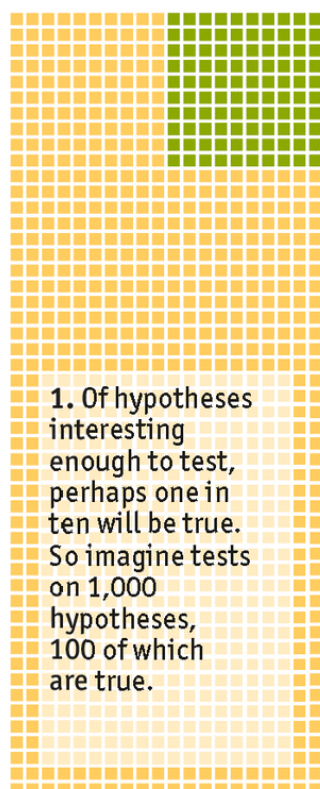 1. Of hypotheses
interesting
enough to test,
perhaps one in
ten will be true.
So imagine tests
on 1,000
hypotheses,
100 of which
are true.